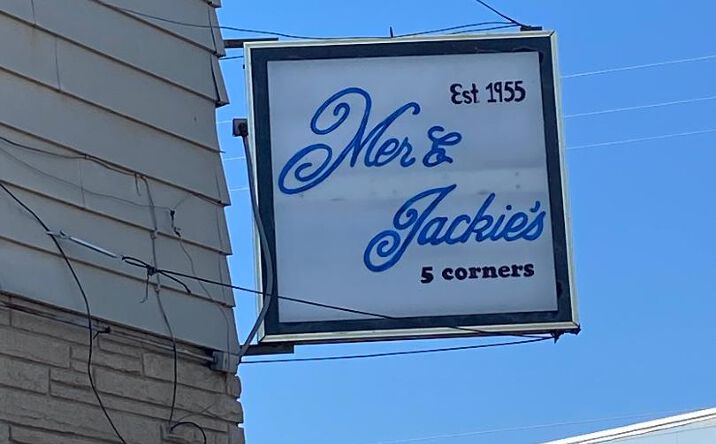 Est 1955
Mer &
Jackie's
5 corners